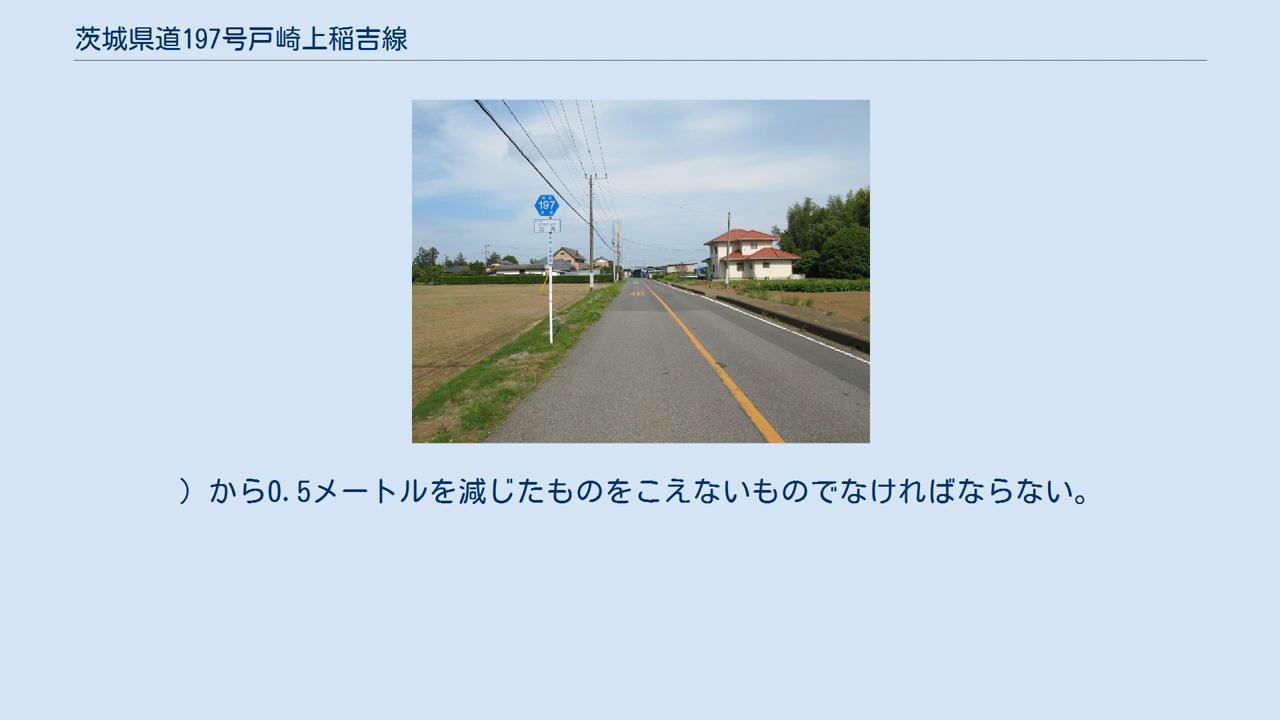 茨城県道197号戸崎上稲吉線
197
40
）から0.5メートルを減じたものをこえないものでなければならない。